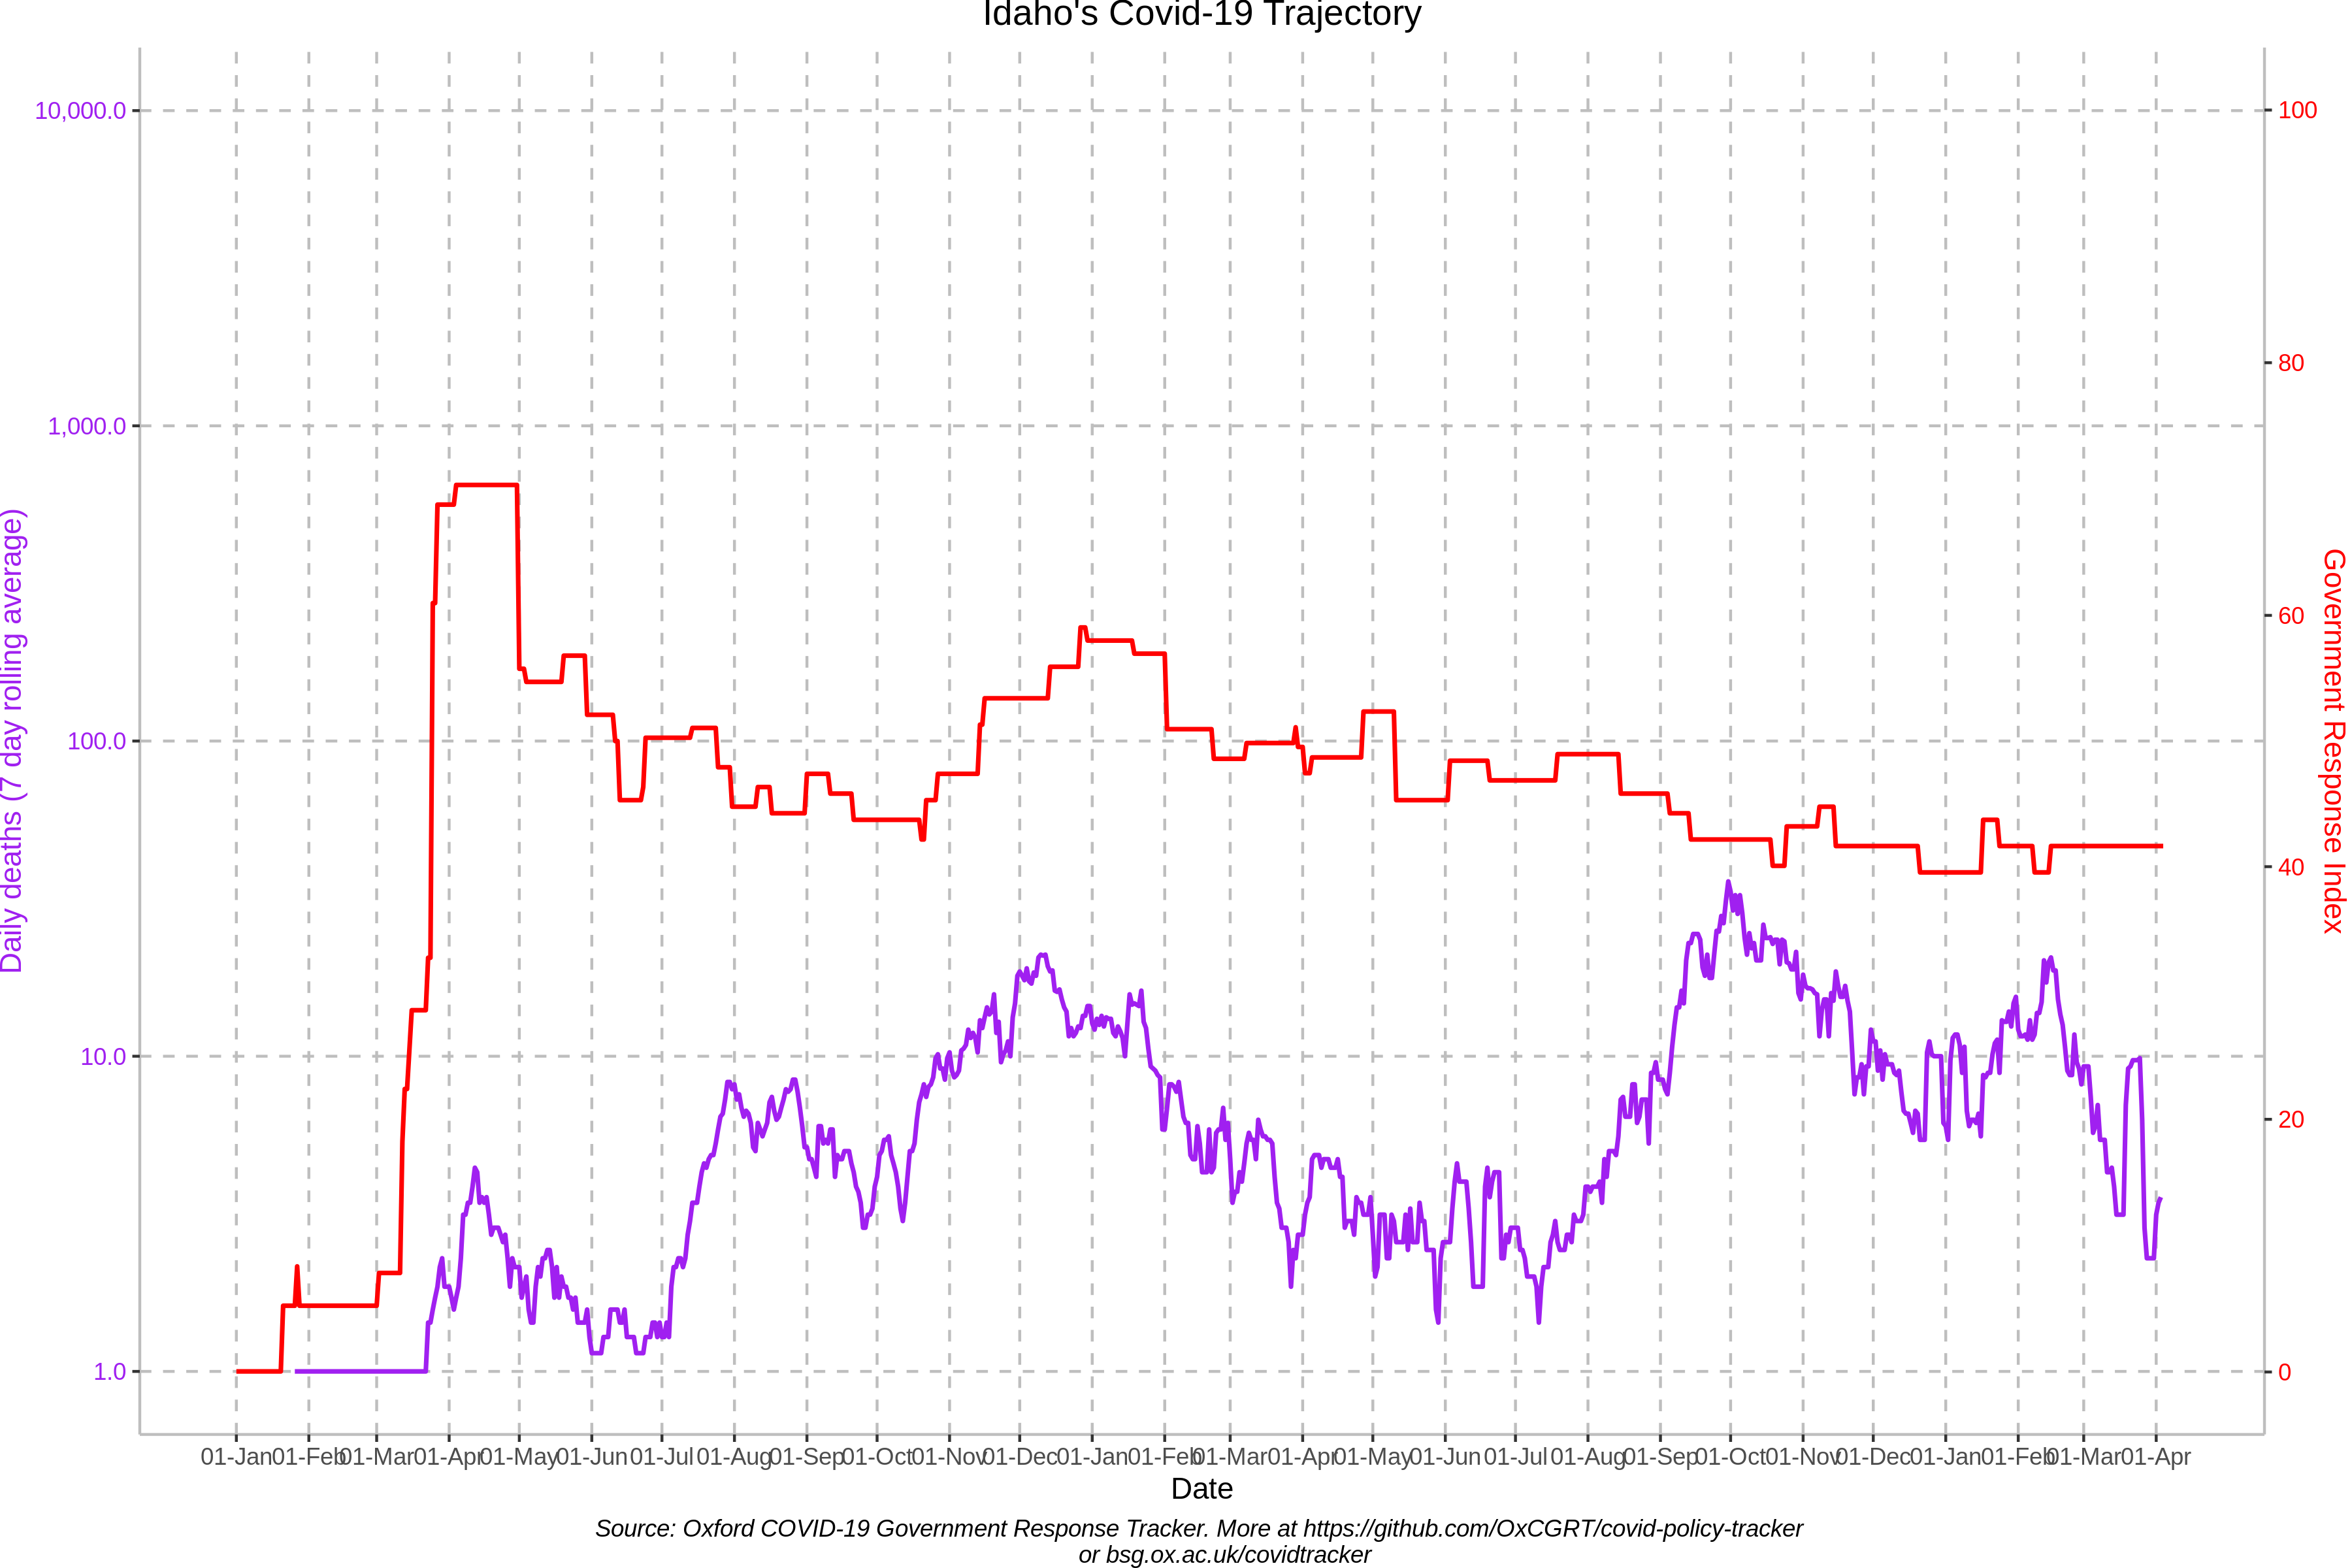 Idaho's Covid-19 Trajectory
10,000.0
1,000.0
100.0
10.0
1.0
Daily deaths (7 day rolling average)
100
80
60
40
20
0
Government Response Index
01-Jan 01-Feb 01-Mar 01-Apr 01-May 01-Jun 01-Jul 01-Aug 01-Sep 01-Oct 01-Nov 01-Dec 01-Jan 01-Feb 01-Mar 01-Apr 01-May 01-Jun 01-Jul 01-Aug 01-Sep 01-Oct 01-Nov 01-Dec 01-Jan 01-Feb 01-Mar 01-Apr
Date
Source: Oxford COVID-19 Government Response Tracker. More at https://github.com/OxCGRT/covid-policy-tracker
or bsg.ox.ac.uk/covidtracker